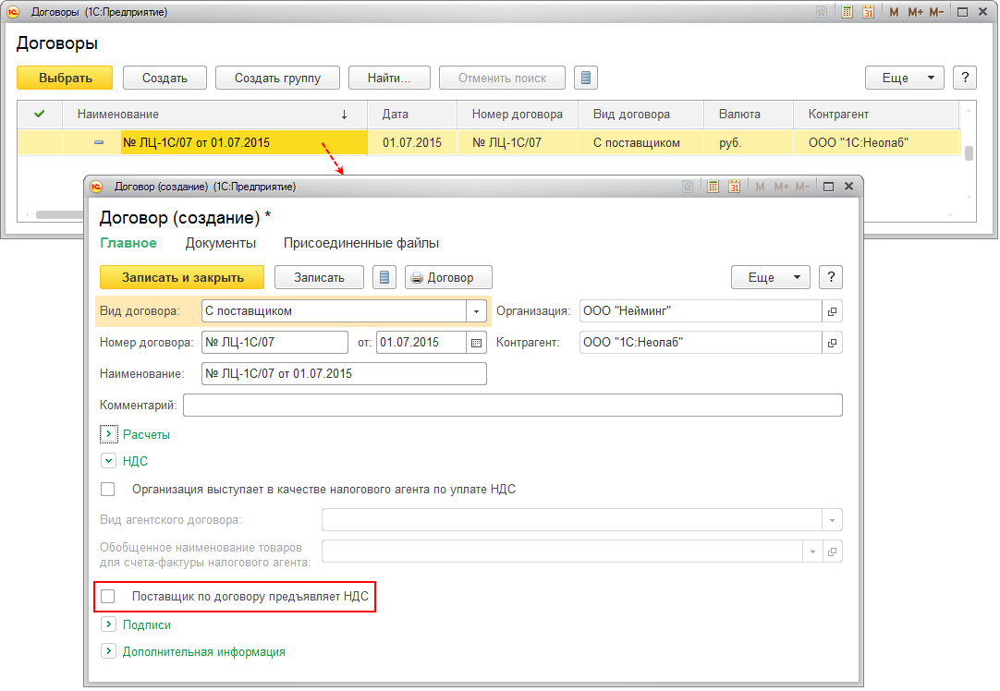 Договоры (1С:Предприятие)
31 M M+ M-
Договоры
Выбрать Создать Создать группу Найти... Отменить поиск Еще ?
Наименование ↓ Дата Номер договора Вид договора Валюта Контрагент
№ ЛЦ-1С/07 от 01.07.2015 01.07.2015 № ЛЦ-1С/07 С поставщиком руб. ООО "1С:Неолаб"
Договор (создание) (1С:Предприятие)
31 M M+ M-
Договор (создание) *
Главное Документы Присоединенные файлы
Записать и закрыть Записать Договор Еще ?
Вид договора: С поставщиком Организация: ООО "Нейминг"
Номер договора: № ЛЦ-1С/07 от: 01.07.2015 Контрагент: ООО "1С:Неолаб"
Наименование: № ЛЦ-1С/07 от 01.07.2015
Комментарий:
Расчеты
НДС
Организация выступает в качестве налогового агента по уплате НДС
Вид агентского договора:
Обобщенное наименование товаров
для счета-фактуры налогового агента:
Поставщик по договору предъявляет НДС
Подписи
Дополнительная информация